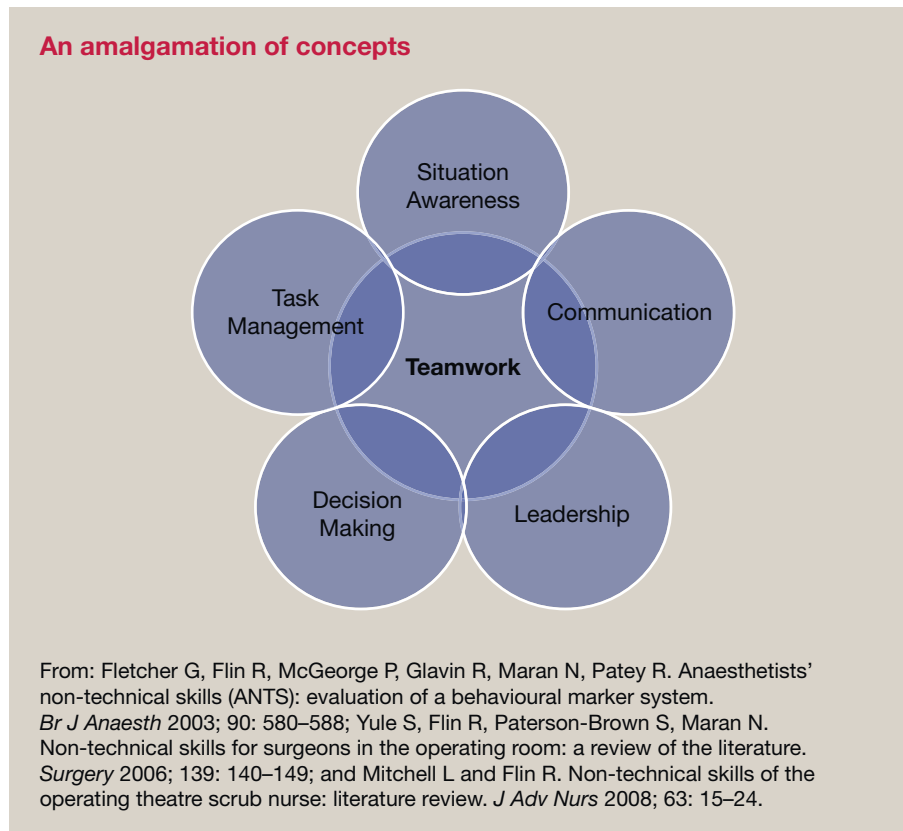 An amalgamation of concepts
Situation
Awareness
Task
Management
Communication
Teamwork
Decision
Making
Leadership
From: Fletcher G, Flin R, McGeorge P, Glavin R, Maran N, Patey R. Anaesthetists’
non-technical skills (ANTS): evaluation of a behavioural marker system.
Br J Anaesth 2003; 90: 580–588; Yule S, Flin R, Paterson-Brown S, Maran N.
Non-technical skills for surgeons in the operating room: a review of the literature.
Surgery 2006; 139: 140–149; and Mitchell L and Flin R. Non-technical skills of the
operating theatre scrub nurse: literature review. J Adv Nurs 2008; 63: 15–24.